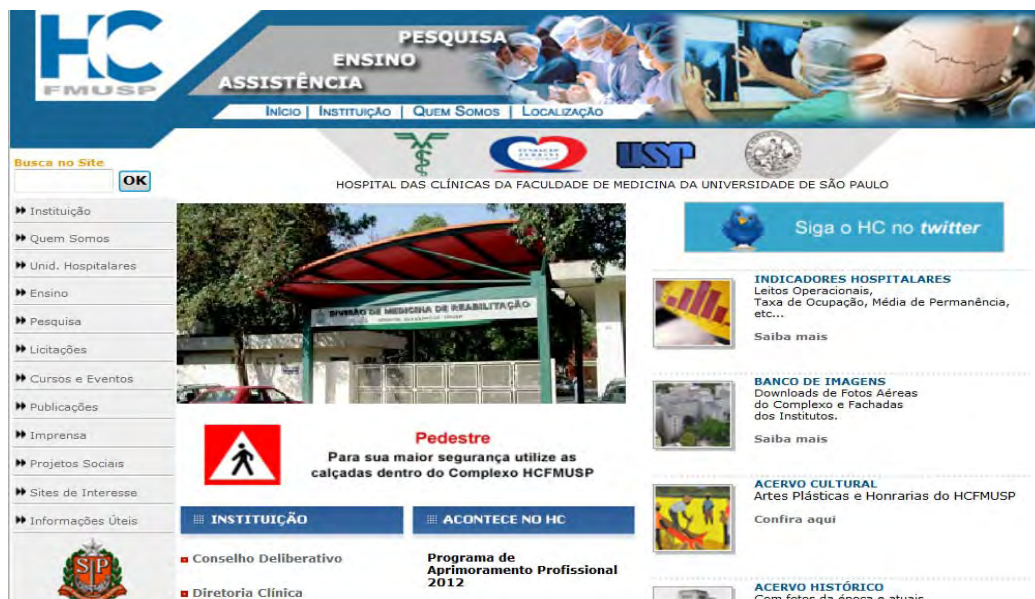 HC
FMUSP
PESQUISA
ENSINO
ASSISTÊNCIA
INÍCIO | INSTITUIÇÃO | QUEM SOMOS | LOCALIZAÇÃO
USP
HOSPITAL DAS CLÍNICAS DA FACULDADE DE MEDICINA DA UNIVERSIDADE DE SÃO PAULO
Busca no Site
OK
Instituição
Quem Somos
Unid. Hospitalares
Ensino
Pesquisa
Licitações
Cursos e Eventos
Publicações
Imprensa
Projetos Sociais
Sites de Interesse
Informações Úteis
SP
DIVISÃO DE MEDICINA DE REABILITAÇÃO
Pedestre
Para sua maior segurança utilize as
calçadas dentro do Complexo HCFMUSP
INSTITUIÇÃO
Conselho Deliberativo
Diretoria Clínica
ACONTECE NO HC
Programa de
Aprimoramento Profissional
2012
Siga o HC no twitter
INDICADORES HOSPITALARES
Leitos Operacionais,
Taxa de Ocupação, Média de Permanência,
etc...
Saiba mais
BANCO DE IMAGENS
Downloads de Fotos Aéreas
do Complexo e Fachadas
dos Institutos.
Saiba mais
ACERVO CULTURAL
Artes Plásticas e Honrarias do HCFMUSP
Confira aqui
ACERVO HISTÓRICO
Com fotos da época e atuais